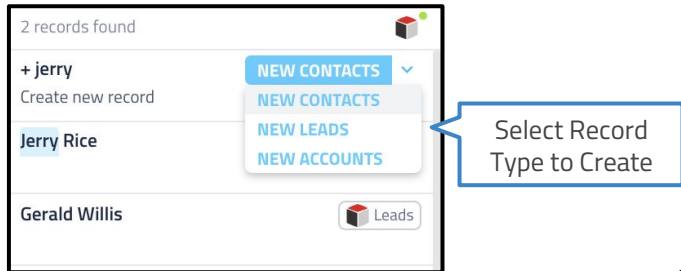 2 records found
+ jerry
NEW CONTACTS
Create new record
NEW CONTACTS
NEW LEADS
NEW ACCOUNTS
Jerry Rice
Gerald Willis
Leads
Select Record
Type to Create